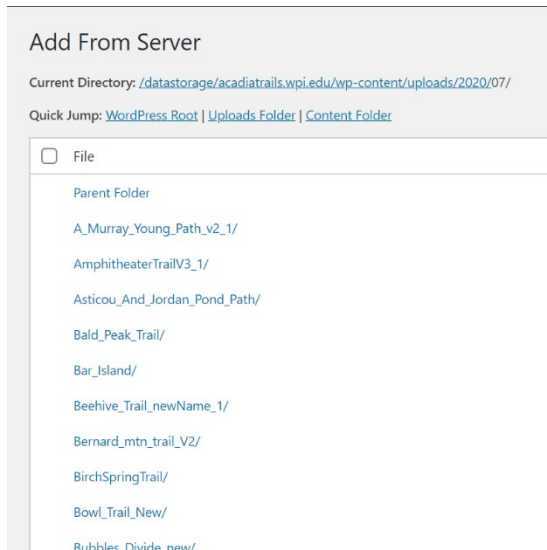 Add From Server
Current Directory: /datastorage/acadiatrails.wpi.edu/wp-content/uploads/2020/07/
Quick Jump: WordPress Root | Uploads Folder | Content Folder
File
Parent Folder
A_Murray_Young_Path_v2_1/
AmphitheaterTrailV3_1/
Asticou_And_Jordan_Pond_Path/
Bald_Peak_Trail/
Bar_Island/
Beehive_Trail_newName_1/
Bernard_mtn_trail_V2/
BirchSpringTrail/
Bowl_Trail_New/
Bubbles_Divide_new/